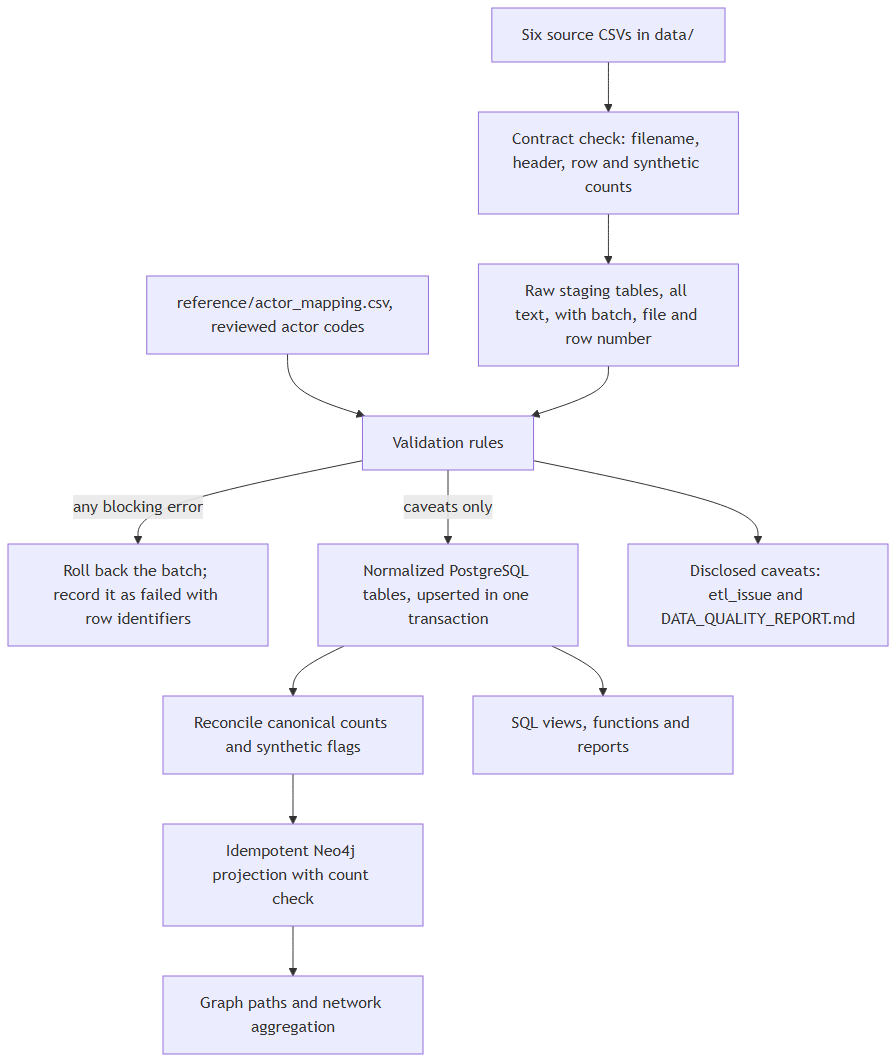 Six source CSVs in data/
Contract check: filename,
header, row and synthetic
counts
reference/actor_mapping.csv,
reviewed actor codes
Raw staging tables, all
text, with batch, file and
row number
Validation rules
any blocking error
caveats only
Roll back the batch;
record it as failed with
row identifiers
Normalized PostgreSQL
tables, upserted in one
transaction
Disclosed caveats:
etl_issue and
DATA_QUALITY_REPORT.md
Reconcile canonical counts
and synthetic flags
SQL views, functions and
reports
Idempotent Neo4j
projection with count
check
Graph paths and network
aggregation